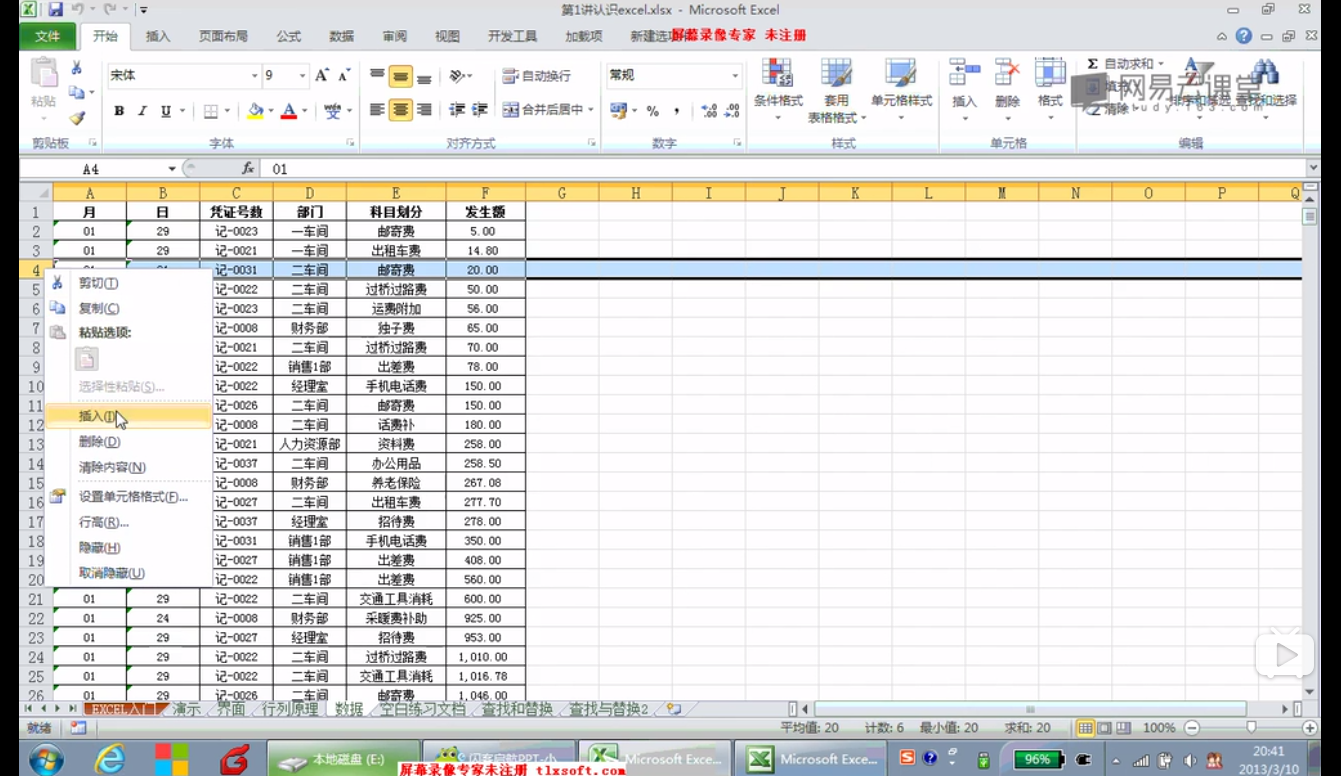 第1讲认识excel.xlsx - Microsoft Excel
文件 开始 插入 页面布局 公式 数据 审阅 视图 开发工具 加载项 新建选项 屏幕录像专家 未注册
宋体 9 自动换行 常规 Σ 自动求和
粘贴 B I U 合并后居中 % , 条件格式 套用 表格格式 单元格样式 插入 删除 格式 清除 排序和筛选 查找和选择
网易云课堂
剪贴板 字体 对齐方式 数字 样式 单元格 编辑
A4 fx 01
A B C D E F G H I J K L M N O P Q
1 月 日 凭证号数 部门 科目划分 发生额
2 01 29 记-0023 一车间 邮寄费 5.00
3 01 29 记-0021 一车间 出租车费 14.80
4 记-0031 二车间 邮寄费 20.00
5 记-0022 二车间 过桥过路费 50.00
6 记-0023 二车间 运费附加 56.00
7 记-0008 财务部 独子费 65.00
8 记-0021 二车间 过桥过路费 70.00
9 记-0022 销售1部 出差费 78.00
10 记-0022 经理室 手机电话费 150.00
11 记-0026 二车间 邮寄费 150.00
12 记-0008 二车间 话费补 180.00
13 记-0021 人力资源部 资料费 258.00
14 记-0037 二车间 办公用品 258.50
15 记-0008 财务部 养老保险 267.08
16 记-0027 二车间 出租车费 277.70
17 记-0037 经理室 招待费 278.00
18 记-0031 销售1部 手机电话费 350.00
19 记-0027 销售1部 出差费 408.00
20 记-0022 销售1部 出差费 560.00
21 01 29 记-0022 二车间 交通工具消耗 600.00
22 01 24 记-0008 财务部 采暖费补助 925.00
23 01 29 记-0027 经理室 招待费 953.00
24 01 29 记-0022 二车间 过桥过路费 1,010.00
25 01 29 记-0022 二车间 交通工具消耗 1,016.78
26 01 29 记-0026 二车间 邮寄费 1,046.00
剪切(T)
复制(C)
粘贴选项:
选择性粘贴(S)...
插入(I)
删除(D)
清除内容(N)
设置单元格格式(F)...
行高(R)...
隐藏(H)
取消隐藏(U)
EXCEL入门 演示 界面 行列原理 数据 空白练习文档 查找和替换 查找与替换2
就绪 平均值: 20 计数: 6 最小值: 20 求和: 20 100%
本地磁盘 (E:) Microsoft Exce... Microsoft Exce... 96% 20:41
2013/3/10
屏幕录像专家未注册 tlxsoft.com